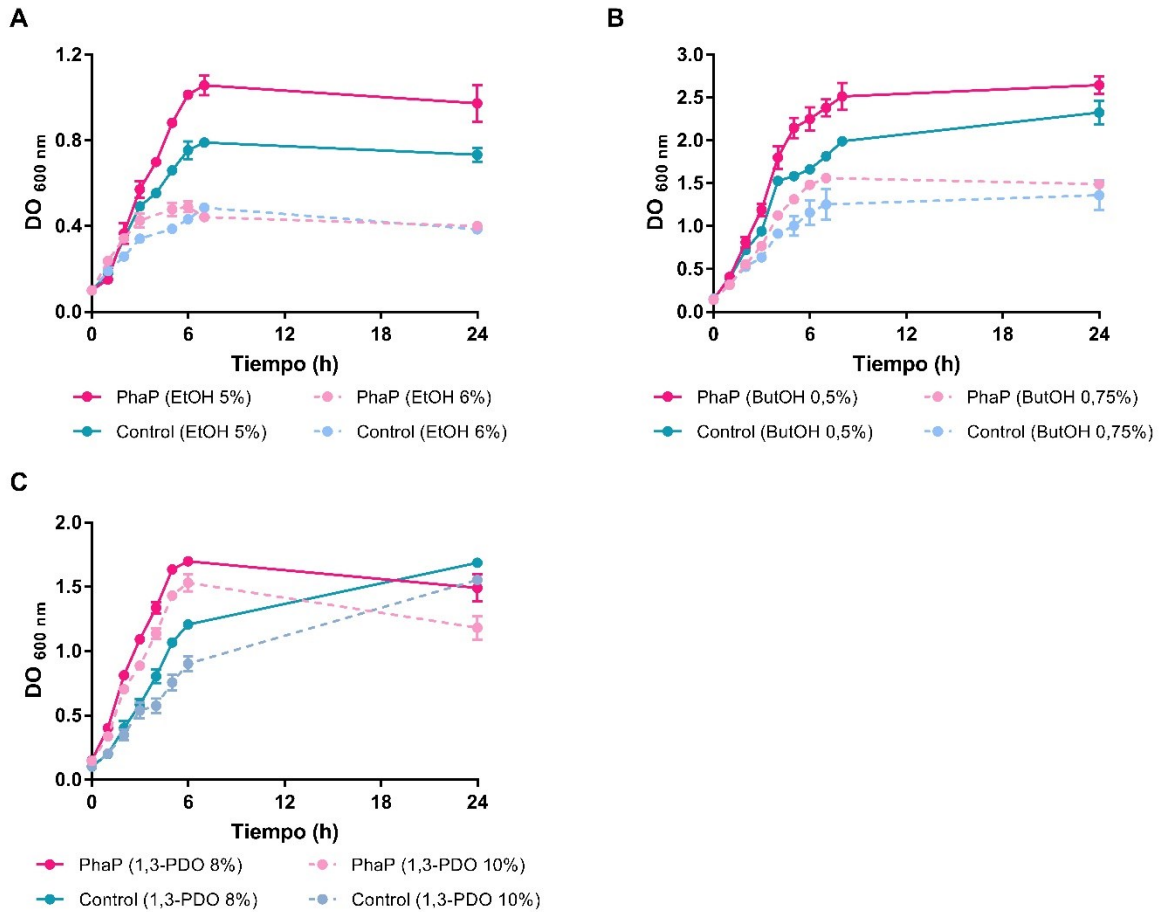 A
1.2
0.8
0.4
0.0
DO 600 nm
0 6 12 18 24
Tiempo (h)
PhaP (EtOH 5%) PhaP (EtOH 6%)
Control (EtOH 5%) Control (EtOH 6%)
B
3.0
2.5
2.0
1.5
1.0
0.5
0.0
DO 600 nm
0 6 12 18 24
Tiempo (h)
PhaP (ButOH 0,5%) PhaP (ButOH 0,75%)
Control (ButOH 0,5%) Control (ButOH 0,75%)
C
2.0
1.5
1.0
0.5
0.0
DO 600 nm
0 6 12 18 24
Tiempo (h)
PhaP (1,3-PDO 8%) PhaP (1,3-PDO 10%)
Control (1,3-PDO 8%) Control (1,3-PDO 10%)